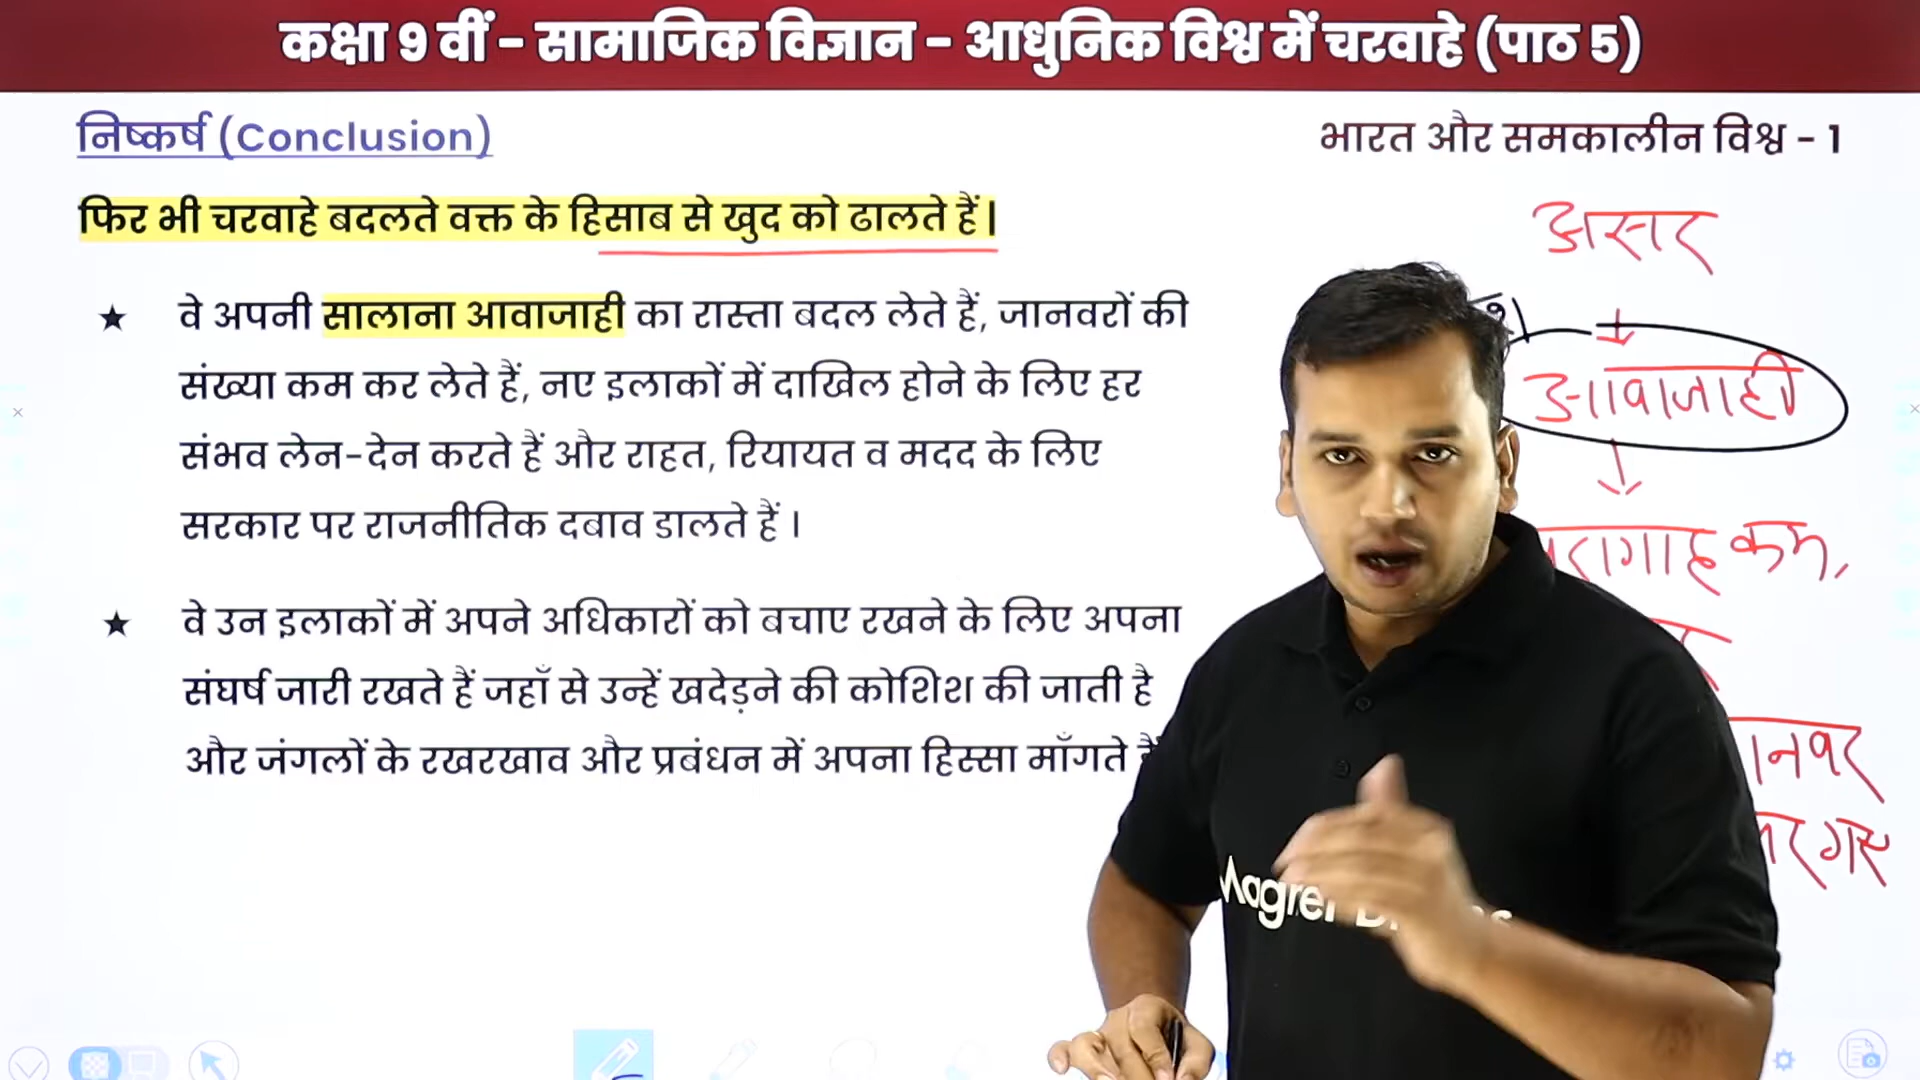 कक्षा 9 वीं - सामाजिक विज्ञान - आधुनिक विश्व में चरवाहे (पाठ 5)
निष्कर्ष (Conclusion)
भारत और समकालीन विश्व - 1
फिर भी चरवाहे बदलते वक्त के हिसाब से खुद को ढालते हैं |
★ वे अपनी सालाना आवाजाही का रास्ता बदल लेते हैं, जानवरों की
संख्या कम कर लेते हैं, नए इलाकों में दाखिल होने के लिए हर
संभव लेन-देन करते हैं और राहत, रियायत व मदद के लिए
सरकार पर राजनीतिक दबाव डालते हैं ।
★ वे उन इलाकों में अपने अधिकारों को बचाए रखने के लिए अपना
संघर्ष जारी रखते हैं जहाँ से उन्हें खदेड़ने की कोशिश की जाती है
और जंगलों के रखरखाव और प्रबंधन में अपना हिस्सा माँगते
असर
आवाजाही
कम,